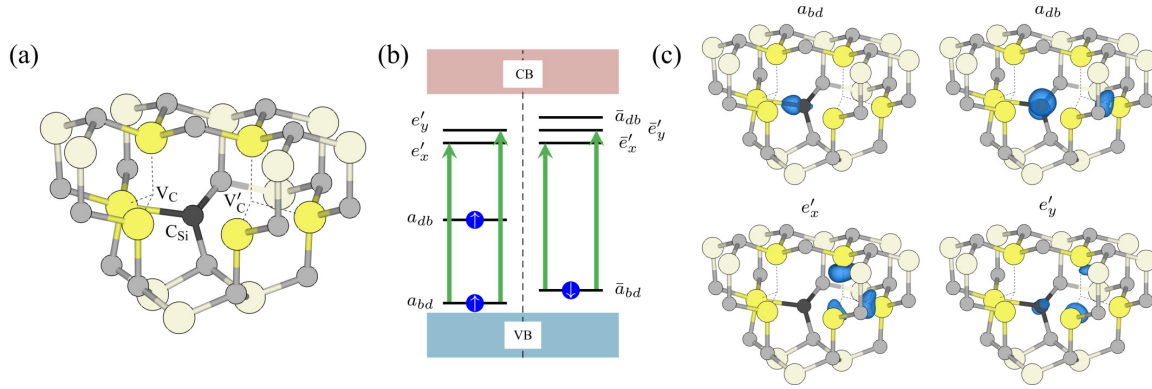 (a)
V_C
V'_C
C_Si
(b)
CB
e'_y
e'_x
a_db
a_bd
ā_db
ē'_y
ē'_x
ā_bd
VB
(c)
a_bd
a_db
e'_x
e'_y